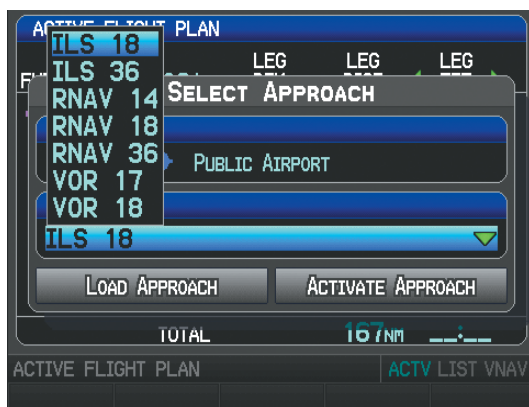 ACTIVE FLIGHT PLAN
LEG LEG LEG
SELECT APPROACH
ILS 18
ILS 36
RNAV 14
RNAV 18
RNAV 36
VOR 17
VOR 18
PUBLIC AIRPORT
ILS 18
LOAD APPROACH ACTIVATE APPROACH
TOTAL 167NM __:__
ACTIVE FLIGHT PLAN ACTV LIST VNAV